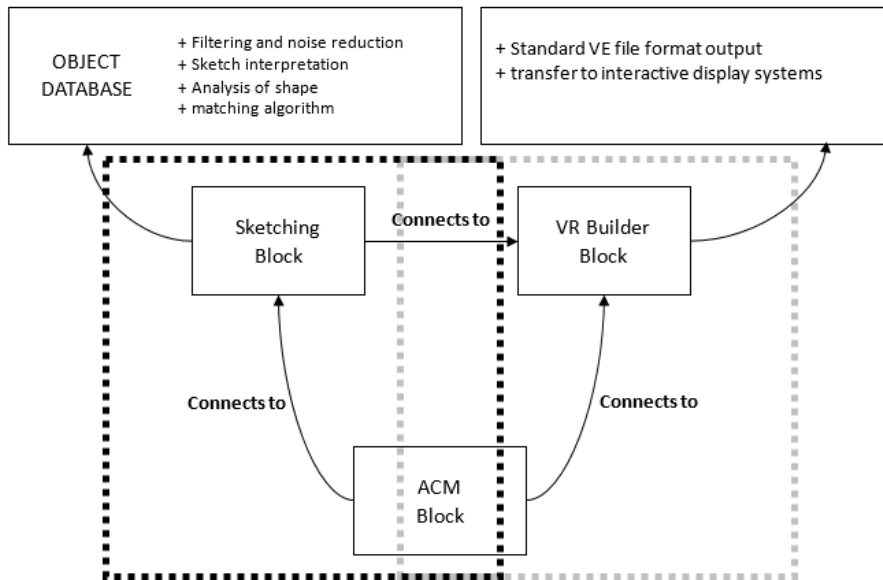 OBJECT
DATABASE
+ Filtering and noise reduction
+ Sketch interpretation
+ Analysis of shape
+ matching algorithm
+ Standard VE file format output
+ transfer to interactive display systems
Sketching
Block
Connects to
VR Builder
Block
Connects to
Connects to
ACM
Block